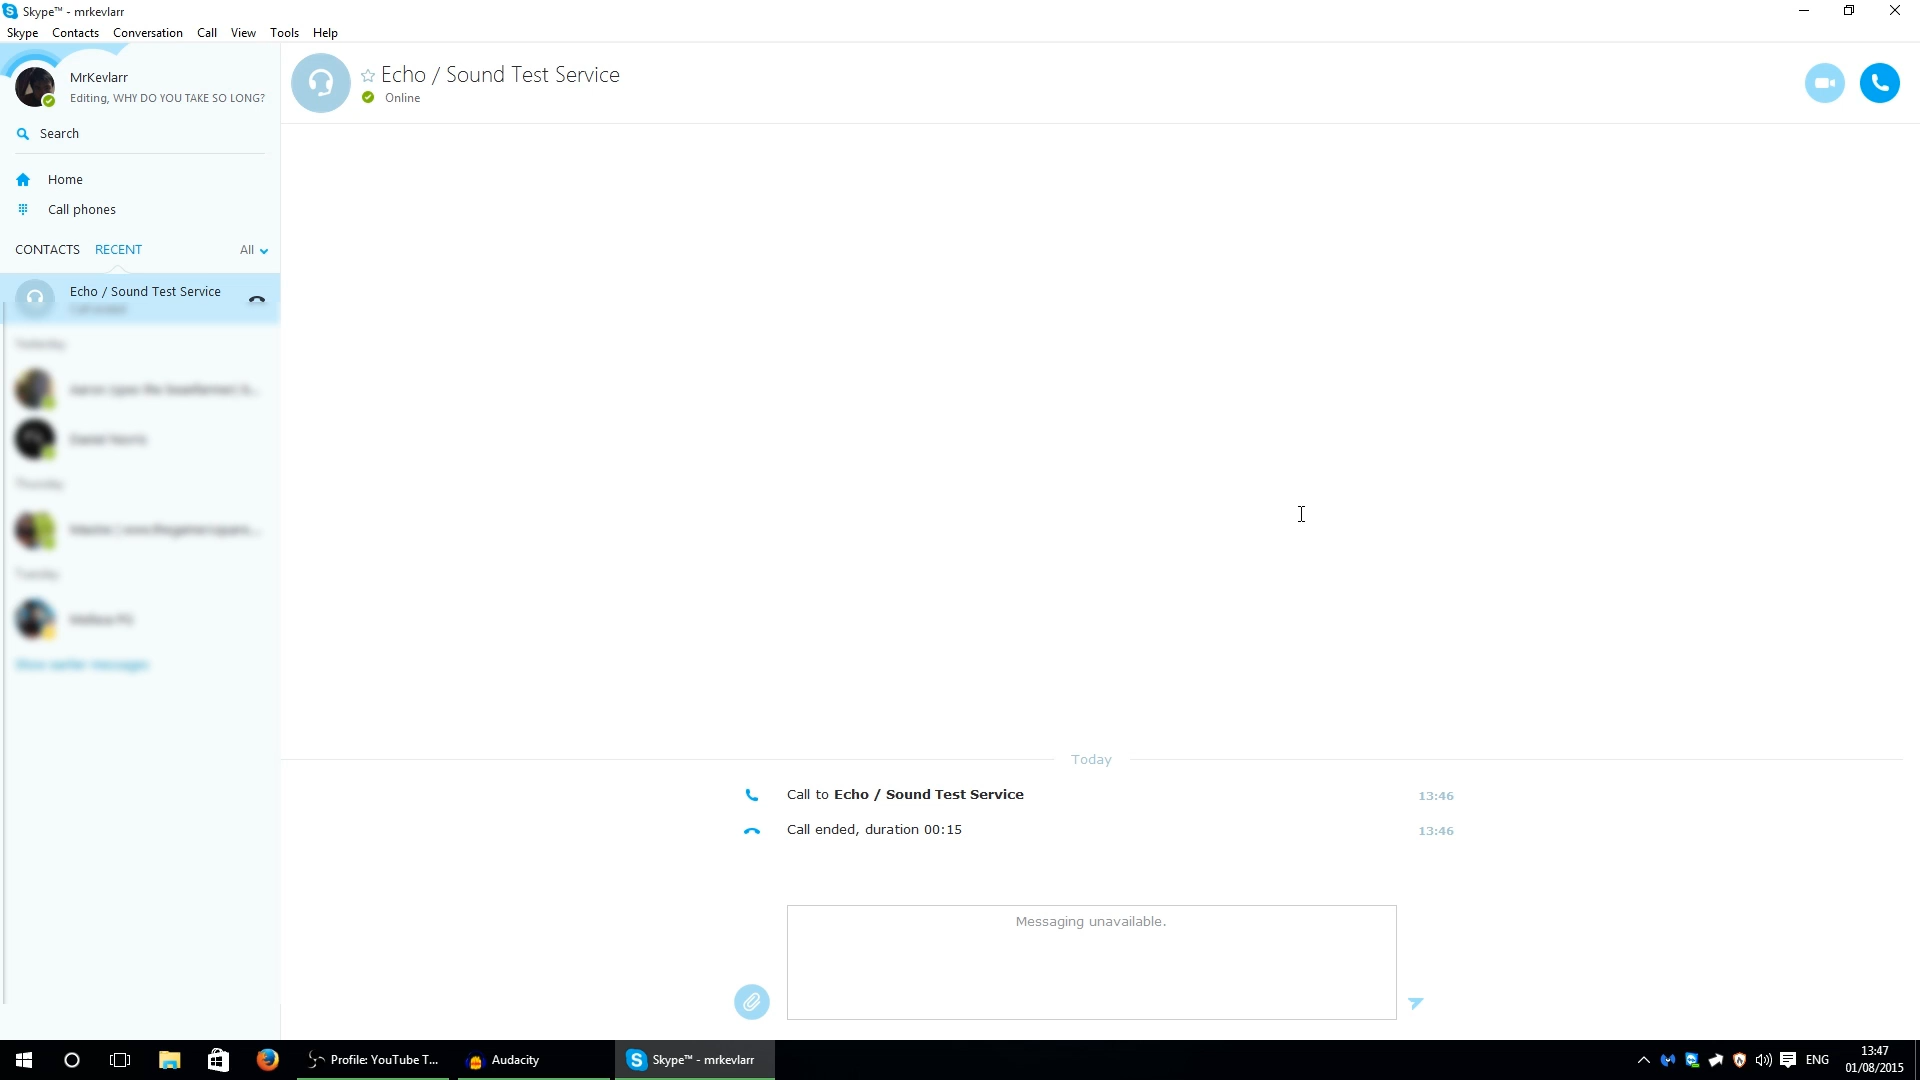 Skype™ - mrkevlarr
Skype Contacts Conversation Call View Tools Help
MrKevlarr
Editing, WHY DO YOU TAKE SO LONG?
Search
Home
Call phones
CONTACTS RECENT All
Echo / Sound Test Service
Echo / Sound Test Service
Online
Today
Call to Echo / Sound Test Service 13:46
Call ended, duration 00:15 13:46
Messaging unavailable.
Profile: YouTube T... Audacity Skype™ - mrkevlarr ENG 13:47
01/08/2015